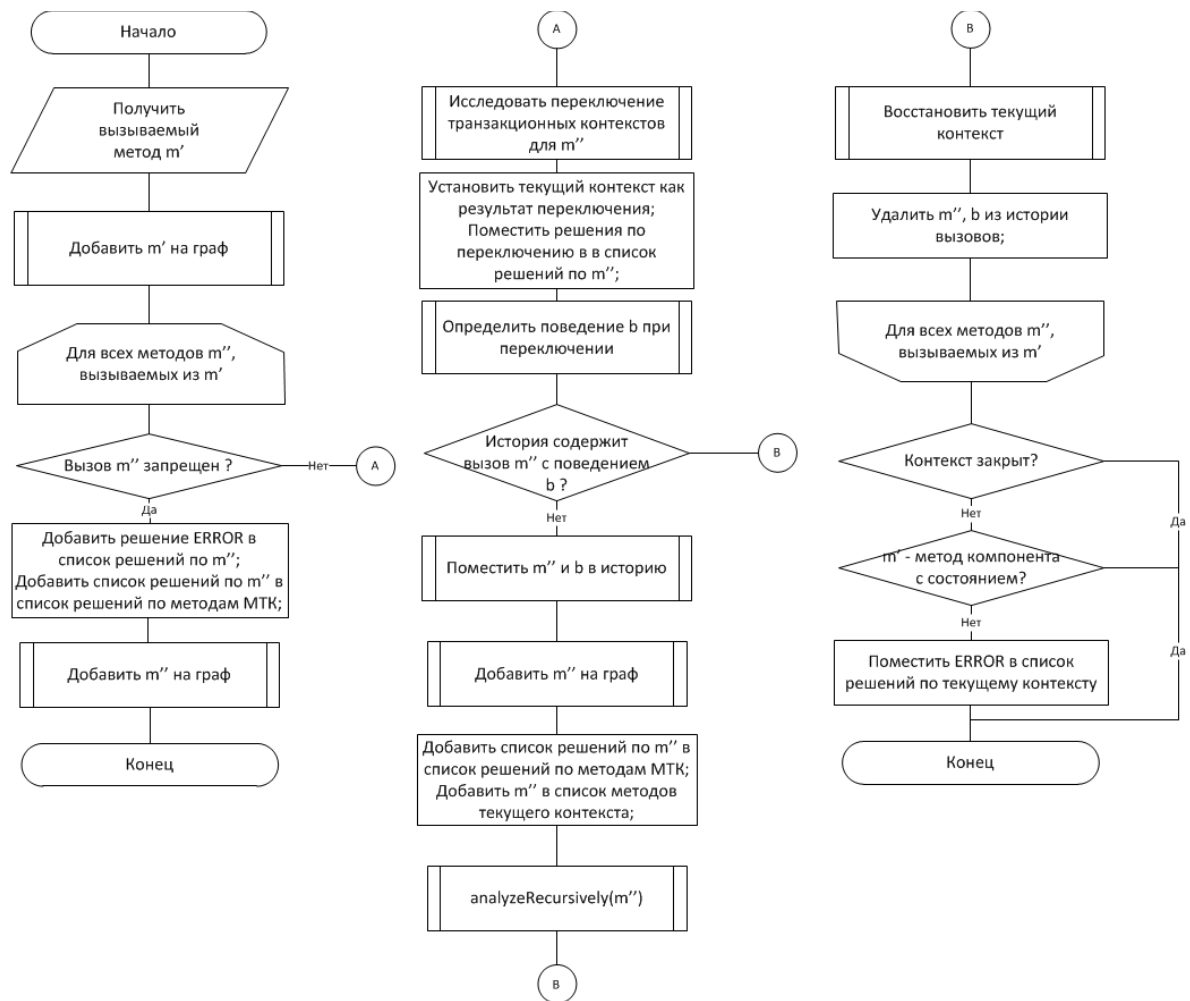 Начало
Получить
вызываемый
метод m’
Добавить m’ на граф
Для всех методов m’’,
вызываемых из m’
Вызов m’’ запрещен ?
Нет
A
Да
Добавить решение ERROR в
список решений по m’’;
Добавить список решений по m’’ в
список решений по методам МТК;
Добавить m’’ на граф
Конец
A
Исследовать переключение
транзакционных контекстов
для m’’
Установить текущий контекст как
результат переключения;
Поместить решения по
переключению в в список
решений по m’’;
Определить поведение b при
переключении
История содержит
вызов m’’ с поведением
b ?
B
Нет
Поместить m’’ и b в историю
Добавить m’’ на граф
Добавить список решений по m’’ в
список решений по методам МТК;
Добавить m’’ в список методов
текущего контекста;
analyzeRecursively(m’’)
B
B
Восстановить текущий
контекст
Удалить m’’, b из истории
вызовов;
Для всех методов m’’,
вызываемых из m’
Контекст закрыт?
Нет
Да
m’ - метод компонента
с состоянием?
Нет
Да
Поместить ERROR в список
решений по текущему контексту
Конец